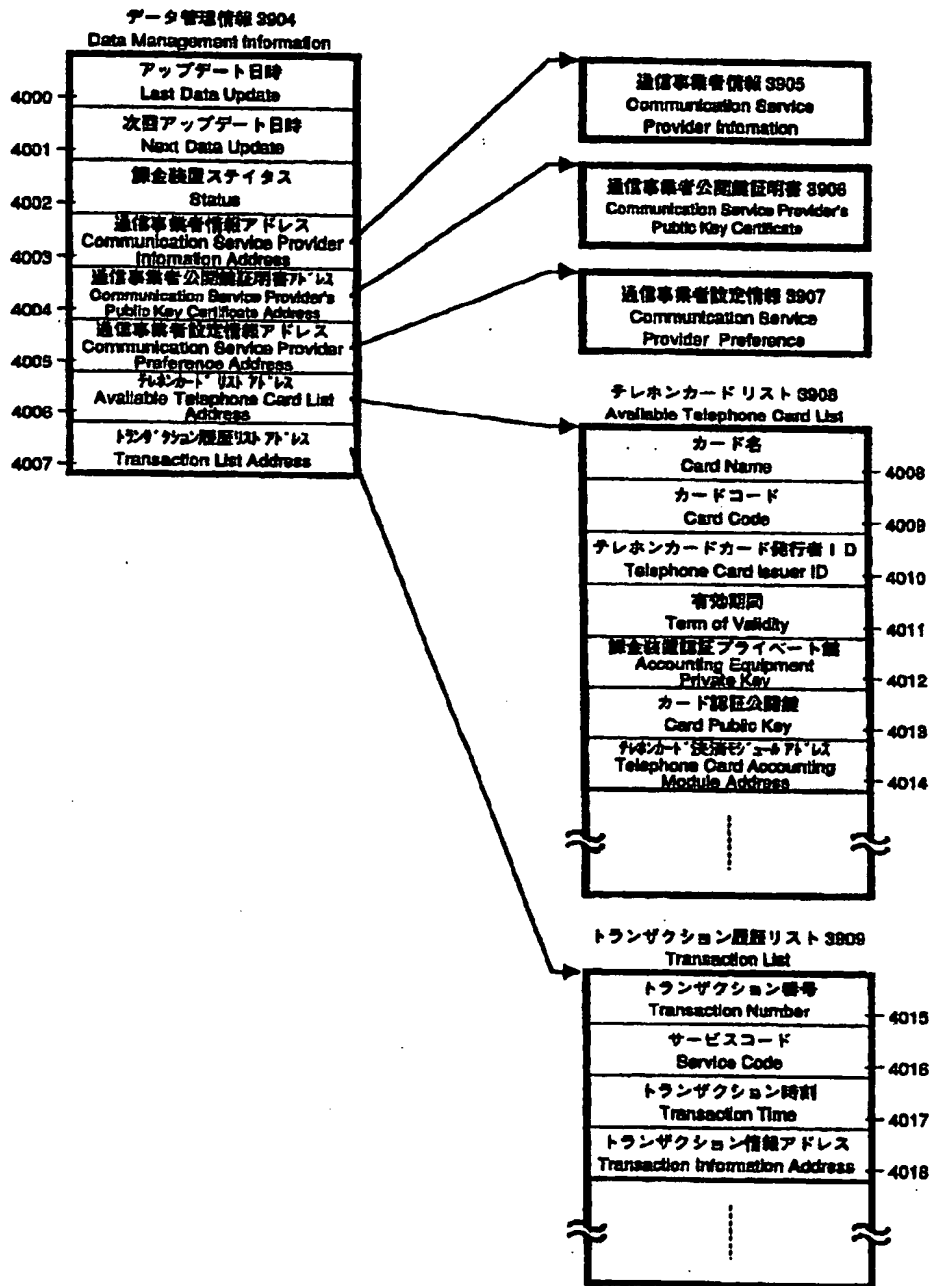 データ管理情報 3904
Data Management Information
アップデート日時
Last Data Update
4000
次回アップデート日時
Next Data Update
4001
課金装置ステイタス
Status
4002
通信事業者情報アドレス
Communication Service Provider
Infomation Address
4003
通信事業者公開鍵証明書アドレス
Communication Service Provider's
Public Key Certificate Address
4004
通信事業者設定情報アドレス
Communication Service Provider
Preference Address
4005
テレホンカード リスト アドレス
Available Telephone Card List
Address
4006
トランザクション履歴リスト アドレス
Transaction List Address
4007
通信事業者情報 3905
Communication Service
Provider Infomation
通信事業者公開鍵証明書 3906
Communication Service Provider's
Public Key Certificate
通信事業者設定情報 3907
Communication Service
Provider Preference
テレホンカード リスト 3908
Available Telephone Card List
カード名
Card Name
4008
カードコード
Card Code
4009
テレホンカードカード発行者ID
Telephone Card Issuer ID
4010
有効期間
Term of Validity
4011
課金装置認証プライベート鍵
Accounting Equipment
Private Key
4012
カード認証公開鍵
Card Public Key
4013
テレホンカード決済モジュール アドレス
Telephone Card Accounting
Module Address
4014
トランザクション履歴リスト 3909
Transaction List
トランザクション番号
Transaction Number
4015
サービスコード
Service Code
4016
トランザクション時刻
Transaction Time
4017
トランザクション情報アドレス
Transaction Information Address
4018